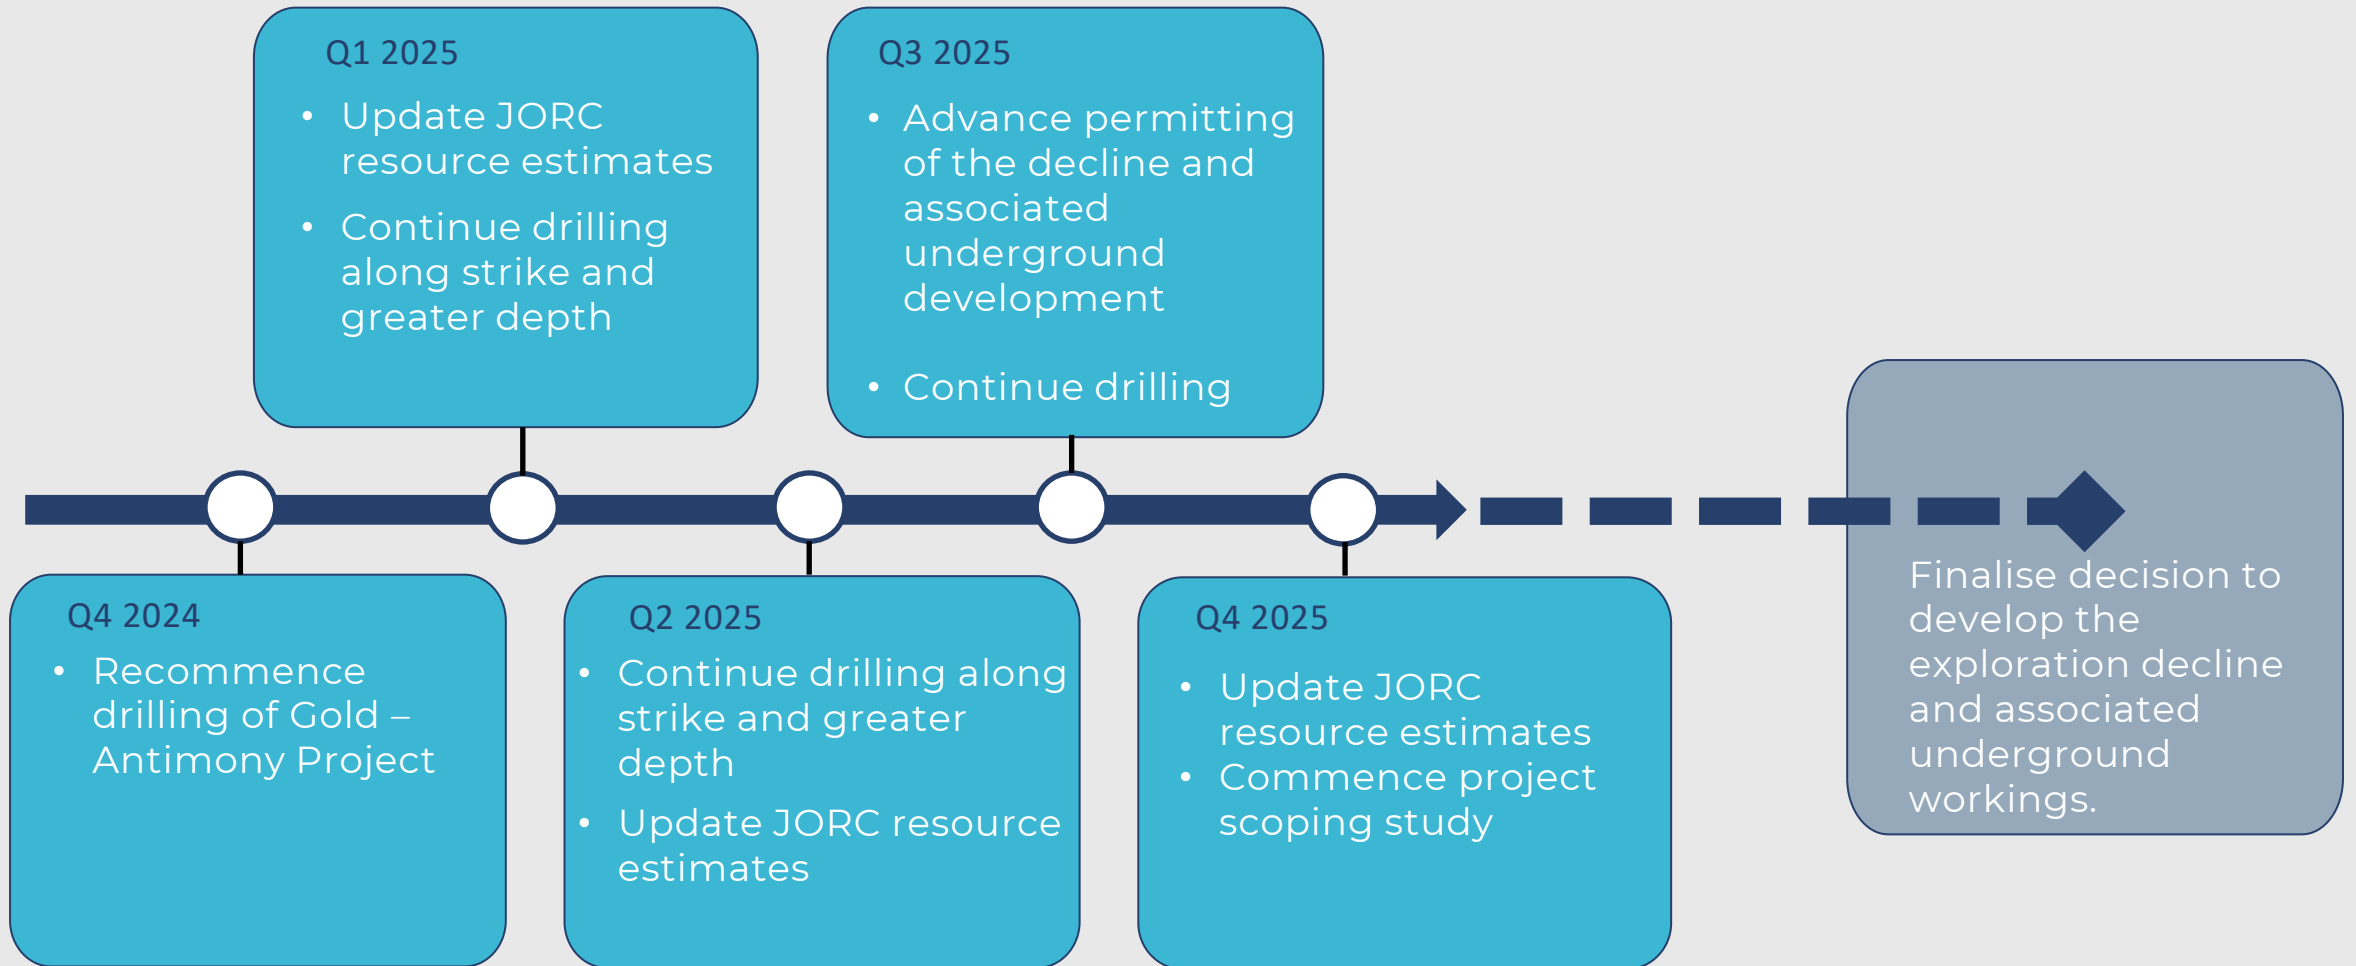 Q1 2025
• Update JORC
resource estimates
• Continue drilling
along strike and
greater depth
Q3 2025
• Advance permitting
of the decline and
associated
underground
development
• Continue drilling
Q4 2024
• Recommence
drilling of Gold –
Antimony Project
Q2 2025
• Continue drilling along
strike and greater
depth
• Update JORC resource
estimates
Q4 2025
• Update JORC
resource estimates
• Commence project
scoping study
Finalise decision to
develop the
exploration decline
and associated
underground
workings.